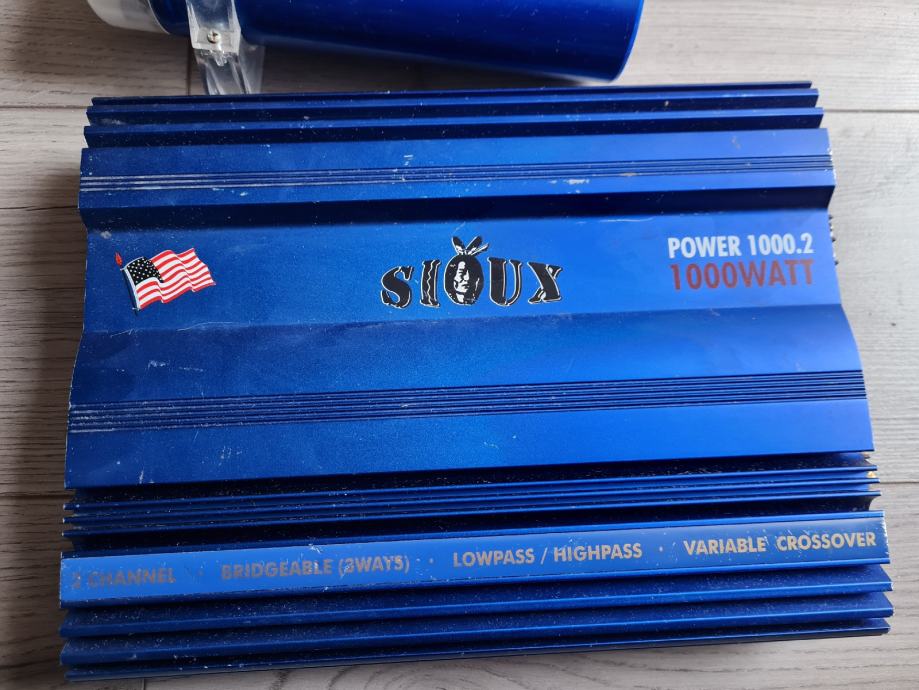 SIOUX
POWER 1000.2
1000WATT
2 CHANNEL · BRIDGEABLE (3WAYS) · LOWPASS / HIGHPASS · VARIABLE CROSSOVER